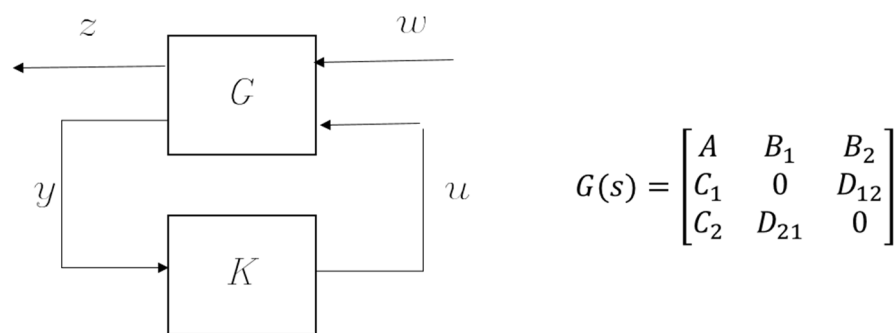 z w
G
y u
K
G(s) = [A B₁ B₂
C₁ 0 D₁₂
C₂ D₂₁ 0]